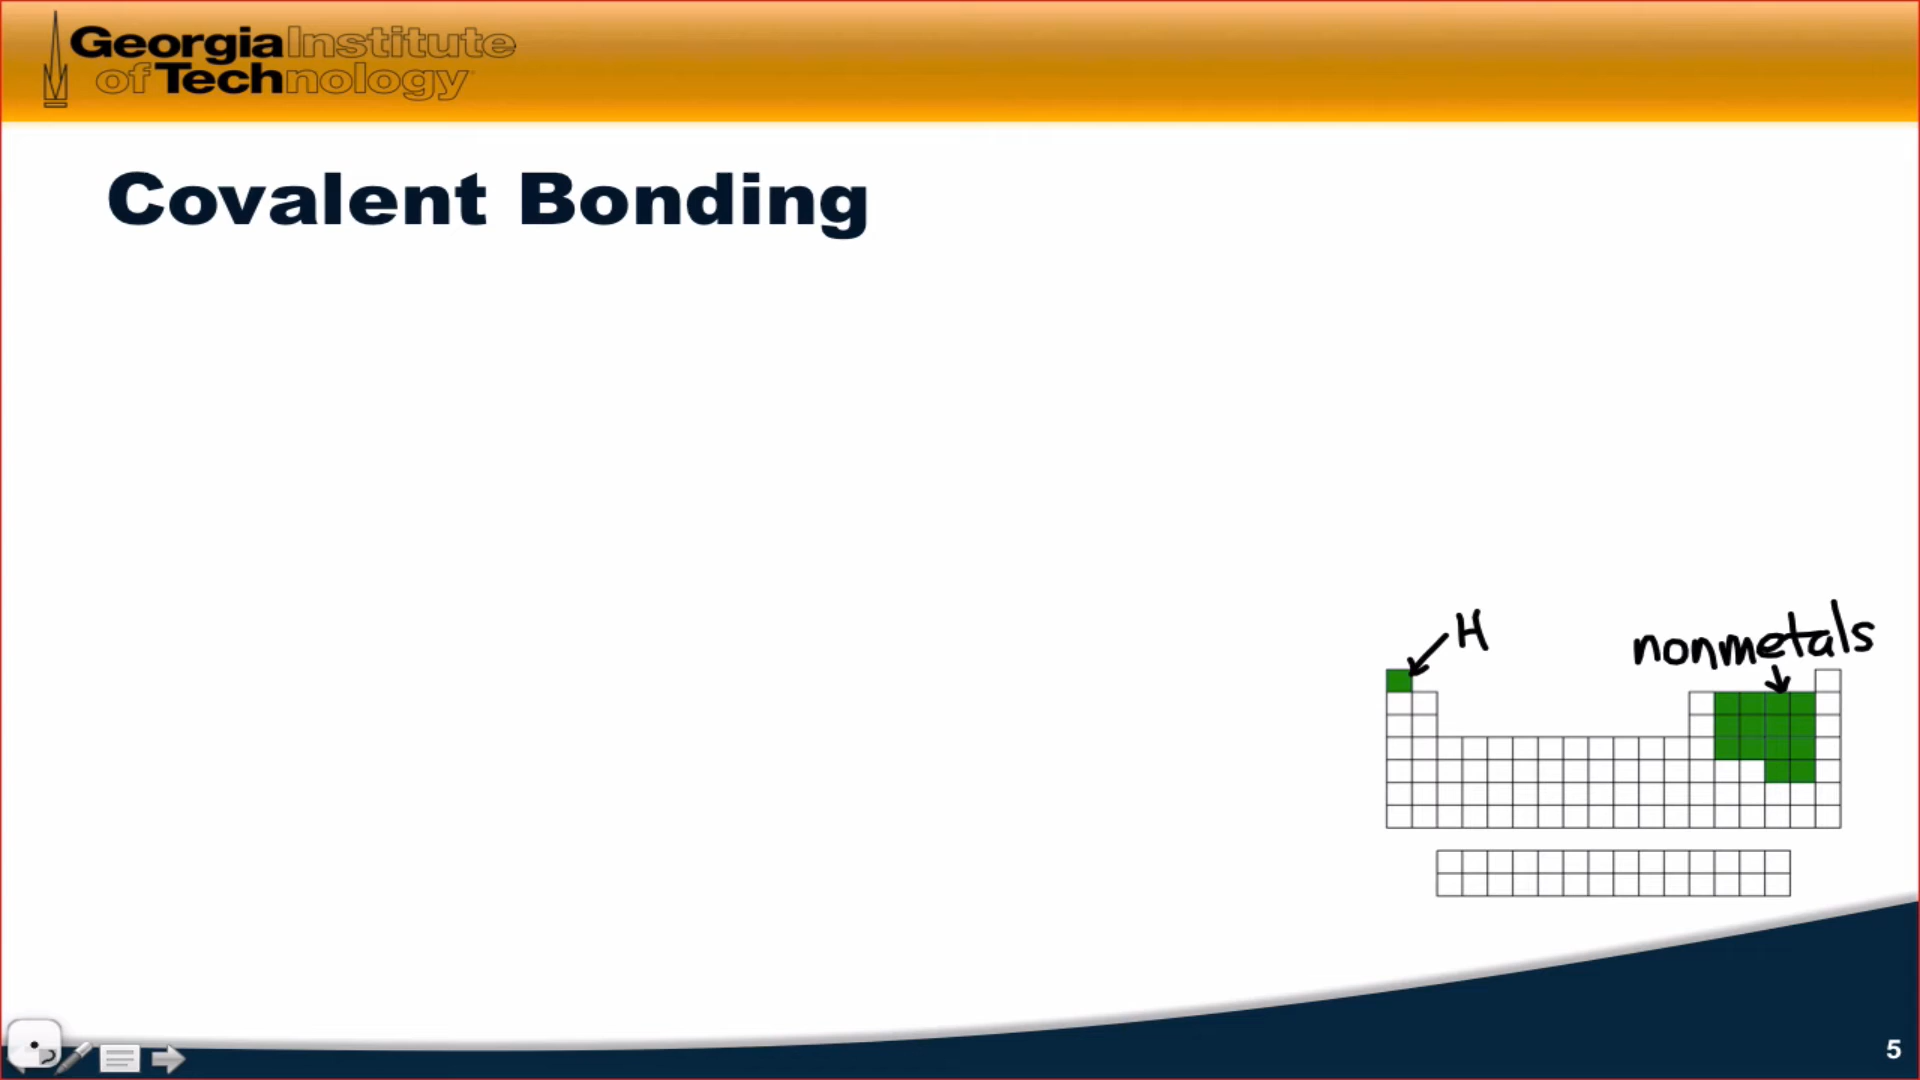 Georgia Institute
of Technology
Covalent Bonding
H
nonmetals
5